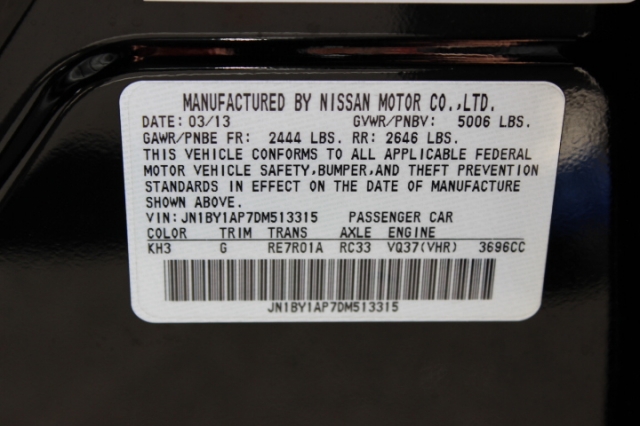 MANUFACTURED BY NISSAN MOTOR CO.,LTD.
DATE: 03/13 GVWR/PNBV: 5006 LBS.
GAWR/PNBE FR: 2444 LBS. RR: 2646 LBS.
THIS VEHICLE CONFORMS TO ALL APPLICABLE FEDERAL
MOTOR VEHICLE SAFETY,BUMPER,AND THEFT PREVENTION
STANDARDS IN EFFECT ON THE DATE OF MANUFACTURE
SHOWN ABOVE.
VIN: JN1BY1AP7DM513315 PASSENGER CAR
COLOR TRIM TRANS AXLE ENGINE
KH3 G RE7R01A RC33 VQ37(VHR) 3696CC
JN1BY1AP7DM513315